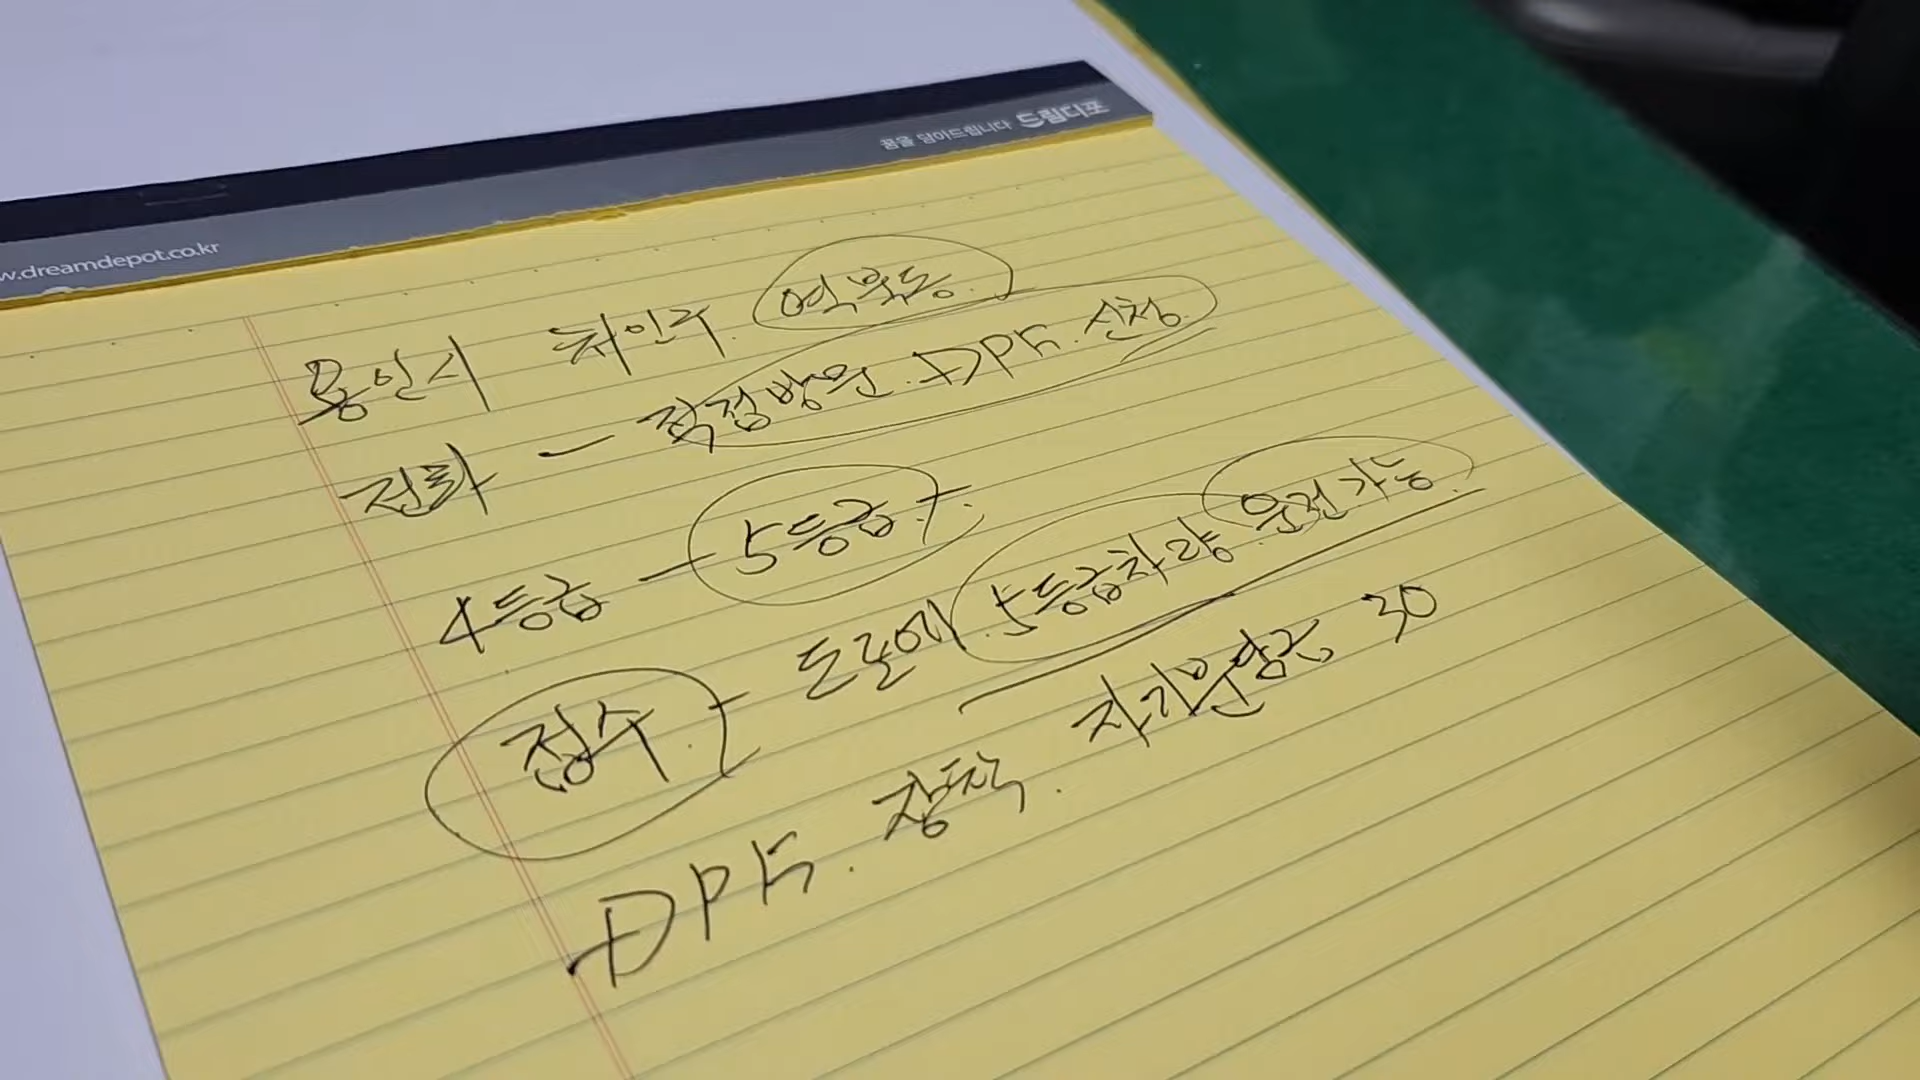 꿈을 담아드립니다 드림디포
w.dreamdepot.co.kr
용인시 처인구 역북동
전화 - 직접방문. DPF. 신청.
4등급 - 5등급
접수 - 도로에 5등급차량 운전가능.
DPF. 장착. 자기부담금 30